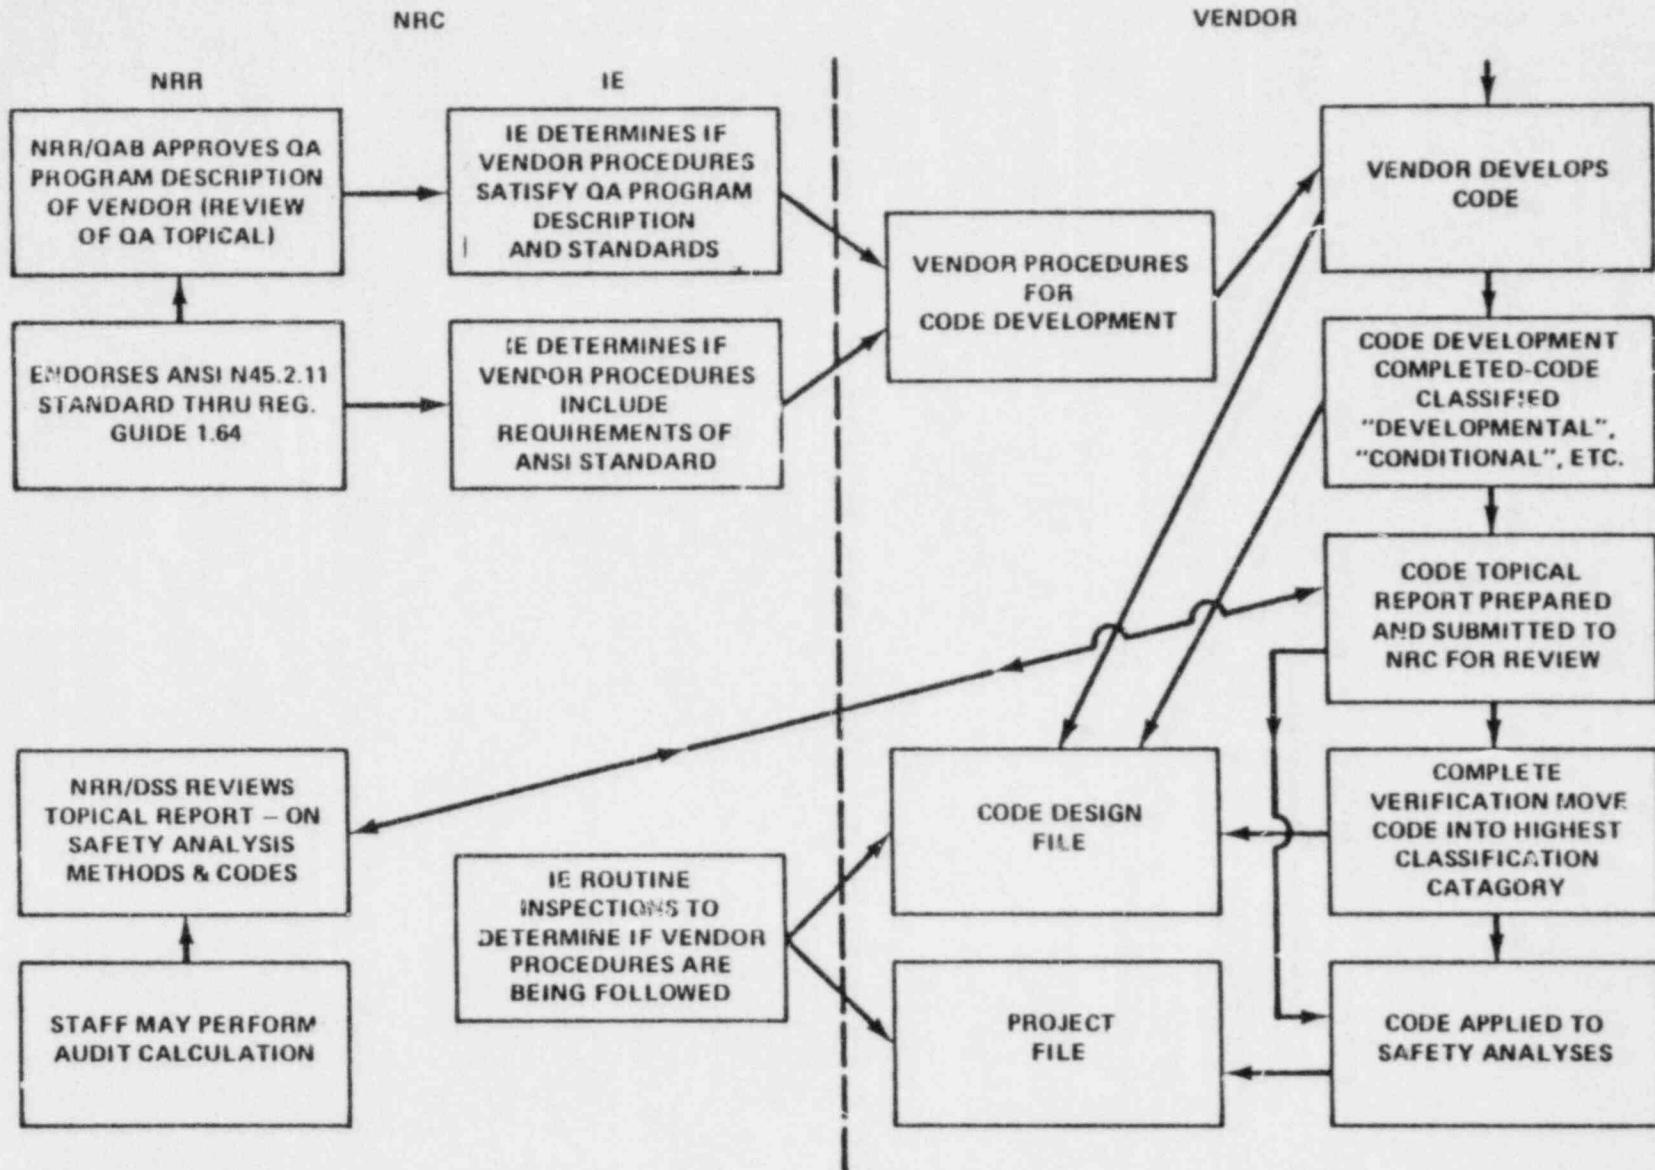 NRC
VENDOR
NRR
IE
NRR/QAB APPROVES QA
PROGRAM DESCRIPTION
OF VENDOR (REVIEW
OF QA TOPICAL)
IE DETERMINES IF
VENDOR PROCEDURES
SATISFY QA PROGRAM
DESCRIPTION
AND STANDARDS
VENDOR PROCEDURES
FOR
CODE DEVELOPMENT
VENDOR DEVELOPS
CODE
ENDORSES ANSI N45.2.11
STANDARD THRU REG.
GUIDE 1.64
IE DETERMINES IF
VENDOR PROCEDURES
INCLUDE
REQUIREMENTS OF
ANSI STANDARD
CODE DEVELOPMENT
COMPLETED-CODE
CLASSIFIED
"DEVELOPMENTAL",
"CONDITIONAL", ETC.
CODE TOPICAL
REPORT PREPARED
AND SUBMITTED TO
NRC FOR REVIEW
NRR/DSS REVIEWS
TOPICAL REPORT – ON
SAFETY ANALYSIS
METHODS & CODES
IE ROUTINE
INSPECTIONS TO
DETERMINE IF VENDOR
PROCEDURES ARE
BEING FOLLOWED
CODE DESIGN
FILE
COMPLETE
VERIFICATION MOVE
CODE INTO HIGHEST
CLASSIFICATION
CATAGORY
STAFF MAY PERFORM
AUDIT CALCULATION
PROJECT
FILE
CODE APPLIED TO
SAFETY ANALYSES